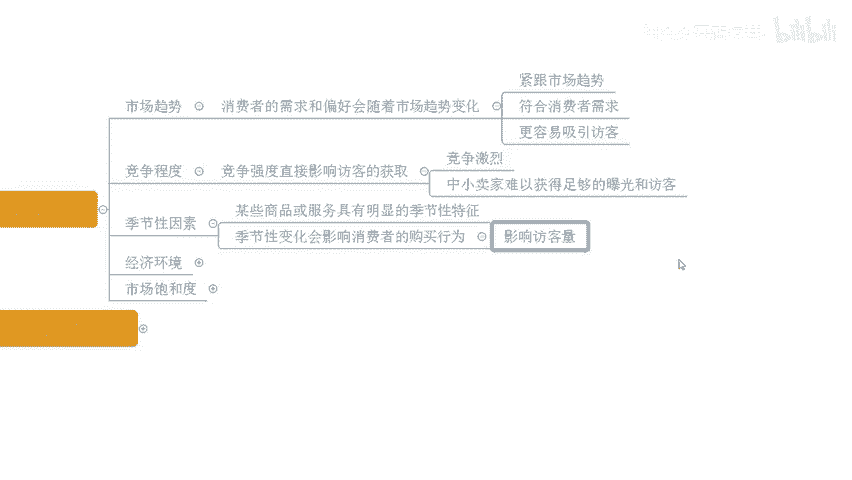 bilibili
紧跟市场趋势
市场趋势 消费者的需求和偏好会随着市场趋势变化 符合消费者需求
更容易吸引访客
竞争激烈
竞争程度 竞争强度直接影响访客的获取
中小卖家难以获得足够的曝光和访客
某些商品或服务具有明显的季节性特征
季节性因素
季节性变化会影响消费者的购买行为 影响访客量
经济环境
市场饱和度